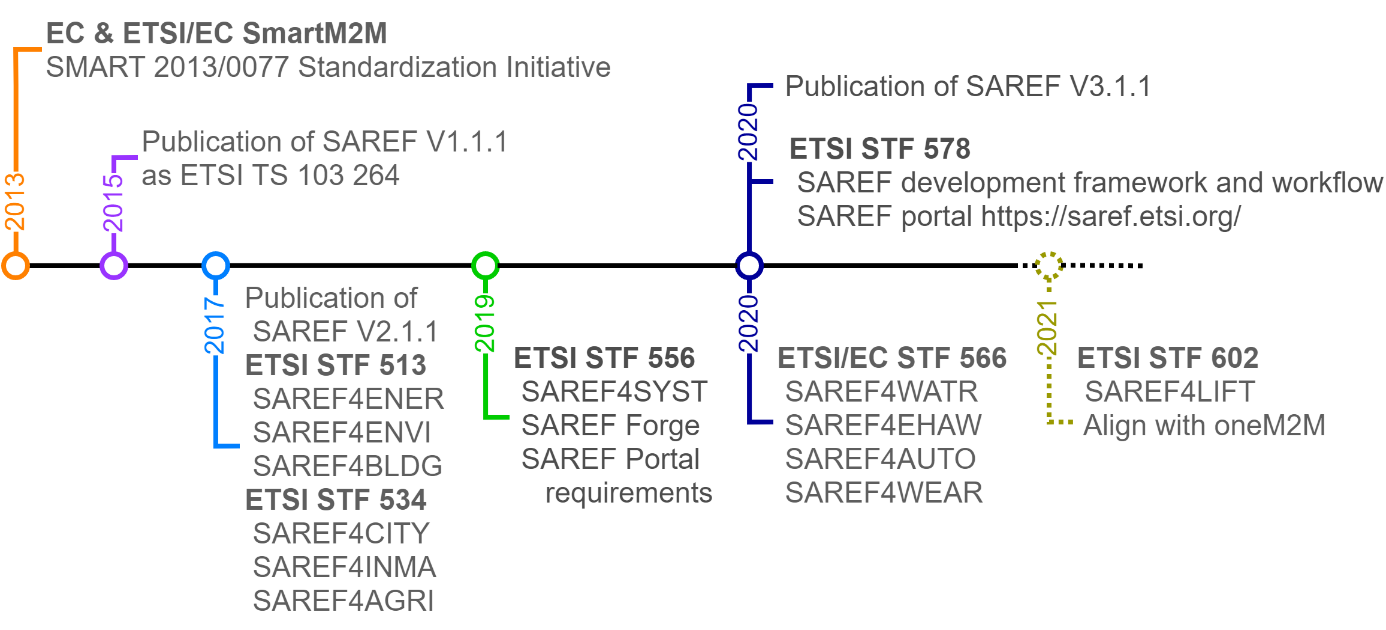 EC & ETSI/EC SmartM2M
SMART 2013/0077 Standardization Initiative
2013
Publication of SAREF V1.1.1
as ETSI TS 103 264
2015
Publication of SAREF V3.1.1
2020
ETSI STF 578
SAREF development framework and workflow
SAREF portal https://saref.etsi.org/
2017
Publication of
SAREF V2.1.1
ETSI STF 513
SAREF4ENER
SAREF4ENVI
SAREF4BLDG
ETSI STF 534
SAREF4CITY
SAREF4INMA
SAREF4AGRI
2019
ETSI STF 556
SAREF4SYST
SAREF Forge
SAREF Portal
requirements
2020
ETSI/EC STF 566
SAREF4WATR
SAREF4EHAW
SAREF4AUTO
SAREF4WEAR
2021
ETSI STF 602
SAREF4LIFT
Align with oneM2M